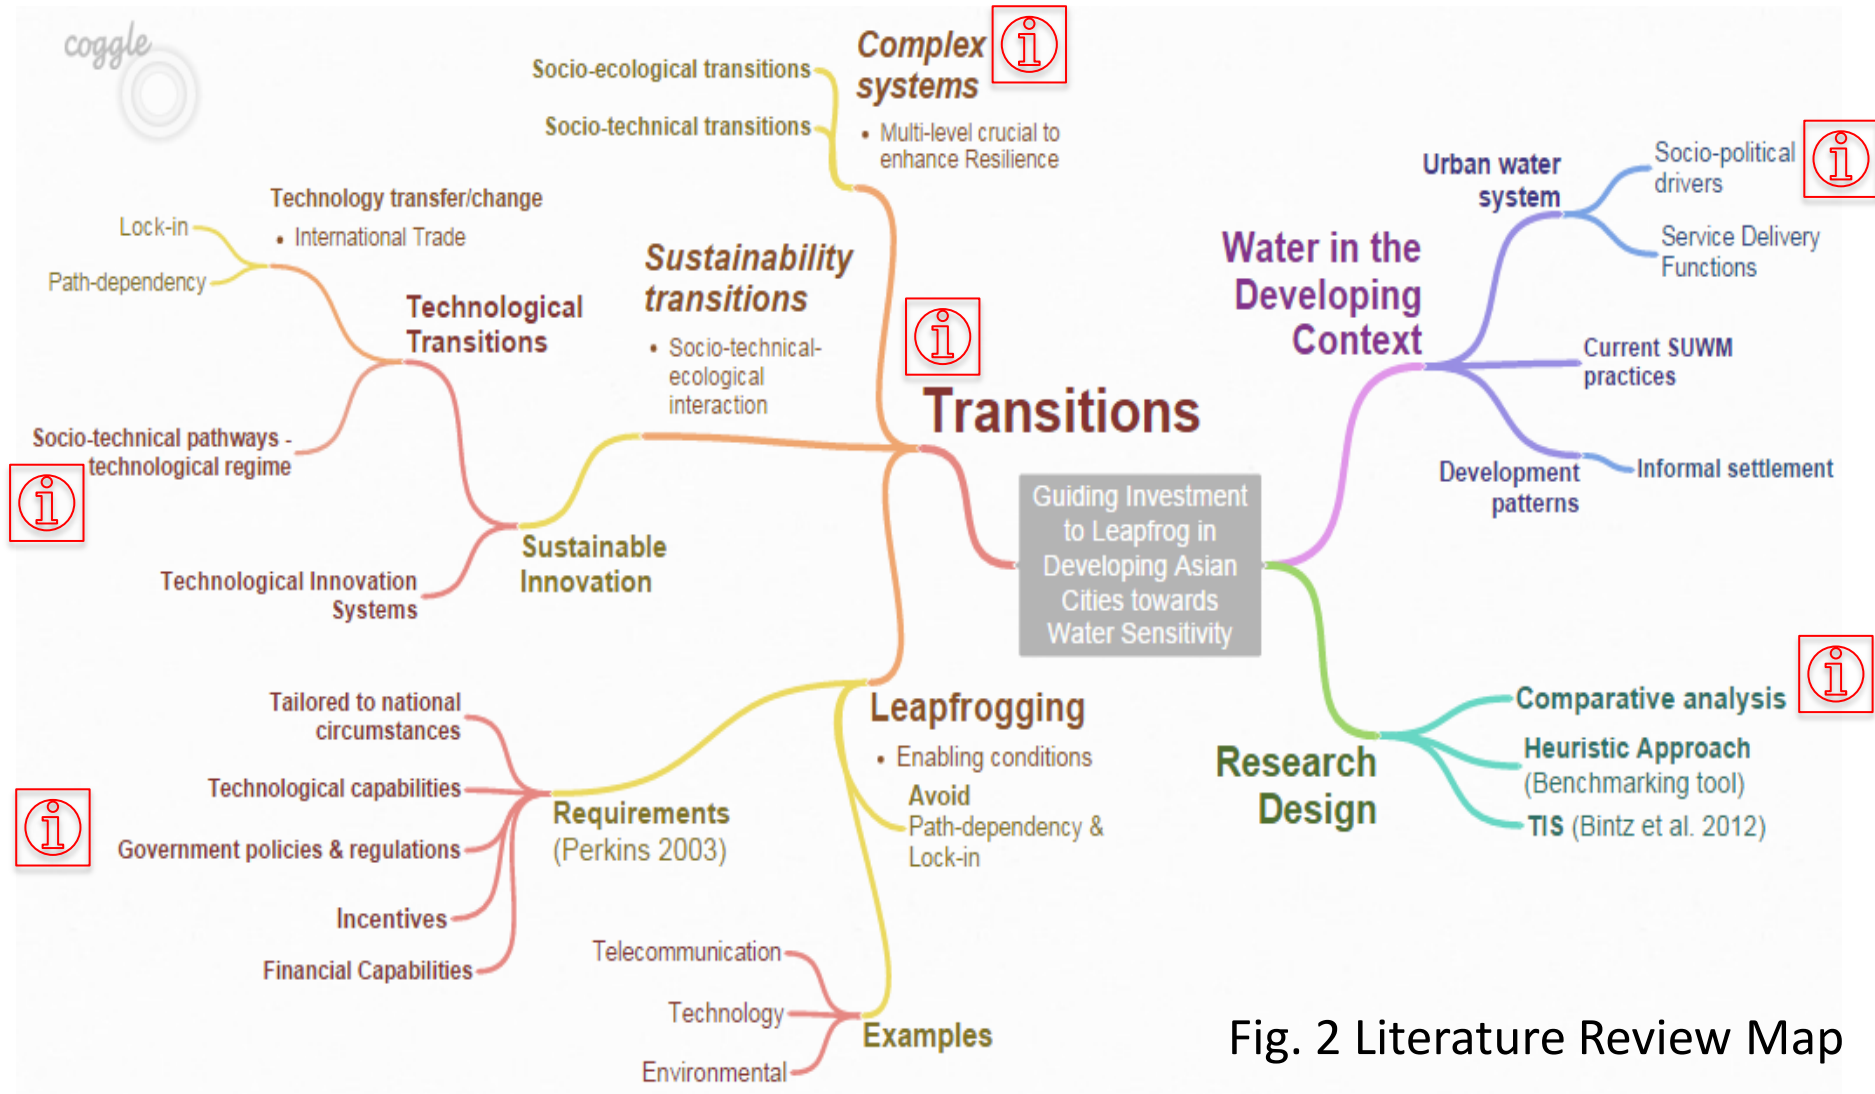 coggle
Complex
systems
• Multi-level crucial to
enhance Resilience
Socio-ecological transitions
Socio-technical transitions
Technology transfer/change
• International Trade
Lock-in
Path-dependency
Technological
Transitions
Socio-technical pathways -
technological regime
Sustainability
transitions
• Socio-technical-
ecological
interaction
Sustainable
Innovation
Technological Innovation
Systems
Transitions
Guiding Investment
to Leapfrog in
Developing Asian
Cities towards
Water Sensitivity
Water in the
Developing
Context
Urban water
system
Socio-political
drivers
Service Delivery
Functions
Current SUWM
practices
Development
patterns
Informal settlement
Leapfrogging
• Enabling conditions
Avoid
Path-dependency &
Lock-in
Requirements
(Perkins 2003)
Tailored to national
circumstances
Technological capabilities
Government policies & regulations
Incentives
Financial Capabilities
Telecommunication
Technology
Environmental
Examples
Research
Design
Comparative analysis
Heuristic Approach
(Benchmarking tool)
TIS (Bintz et al. 2012)
Fig. 2 Literature Review Map
i
i
i
i
i
i